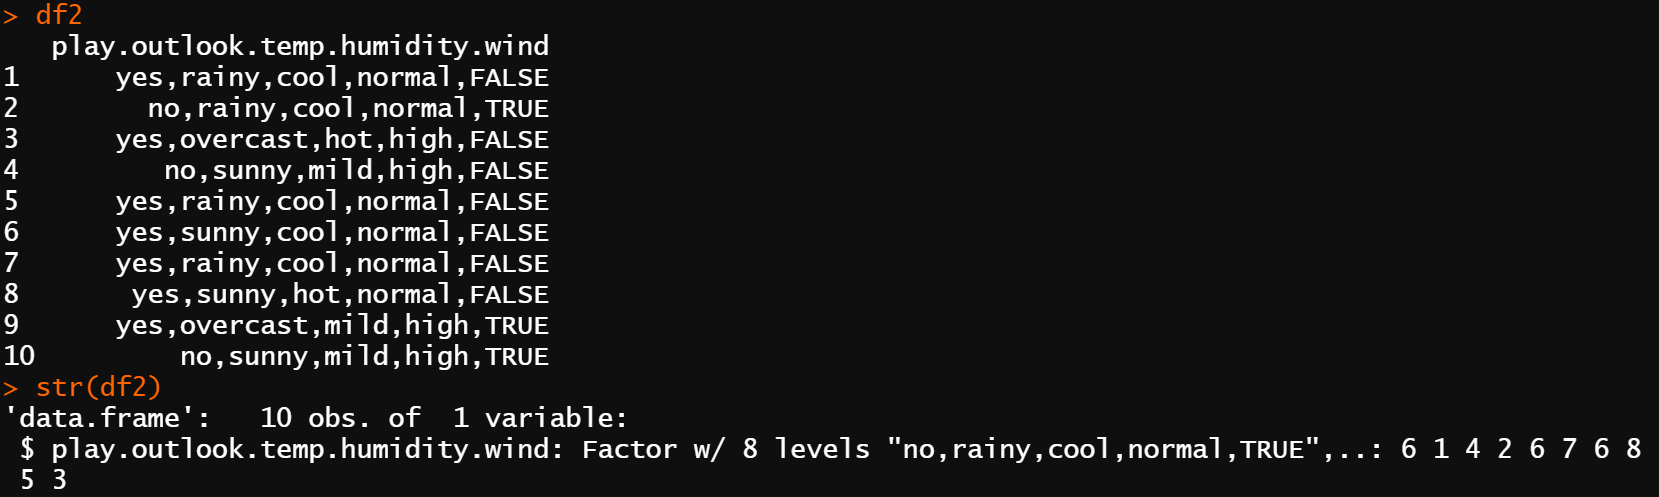 > df2
   play.outlook.temp.humidity.wind
1      yes,rainy,cool,normal,FALSE
2        no,rainy,cool,normal,TRUE
3      yes,overcast,hot,high,FALSE
4         no,sunny,mild,high,FALSE
5      yes,rainy,cool,normal,FALSE
6      yes,sunny,cool,normal,FALSE
7      yes,rainy,cool,normal,FALSE
8       yes,sunny,hot,normal,FALSE
9      yes,overcast,mild,high,TRUE
10         no,sunny,mild,high,TRUE
> str(df2)
'data.frame':   10 obs. of  1 variable:
 $ play.outlook.temp.humidity.wind: Factor w/ 8 levels "no,rainy,cool,normal,TRUE",..: 6 1 4 2 6 7 6 8
 5 3